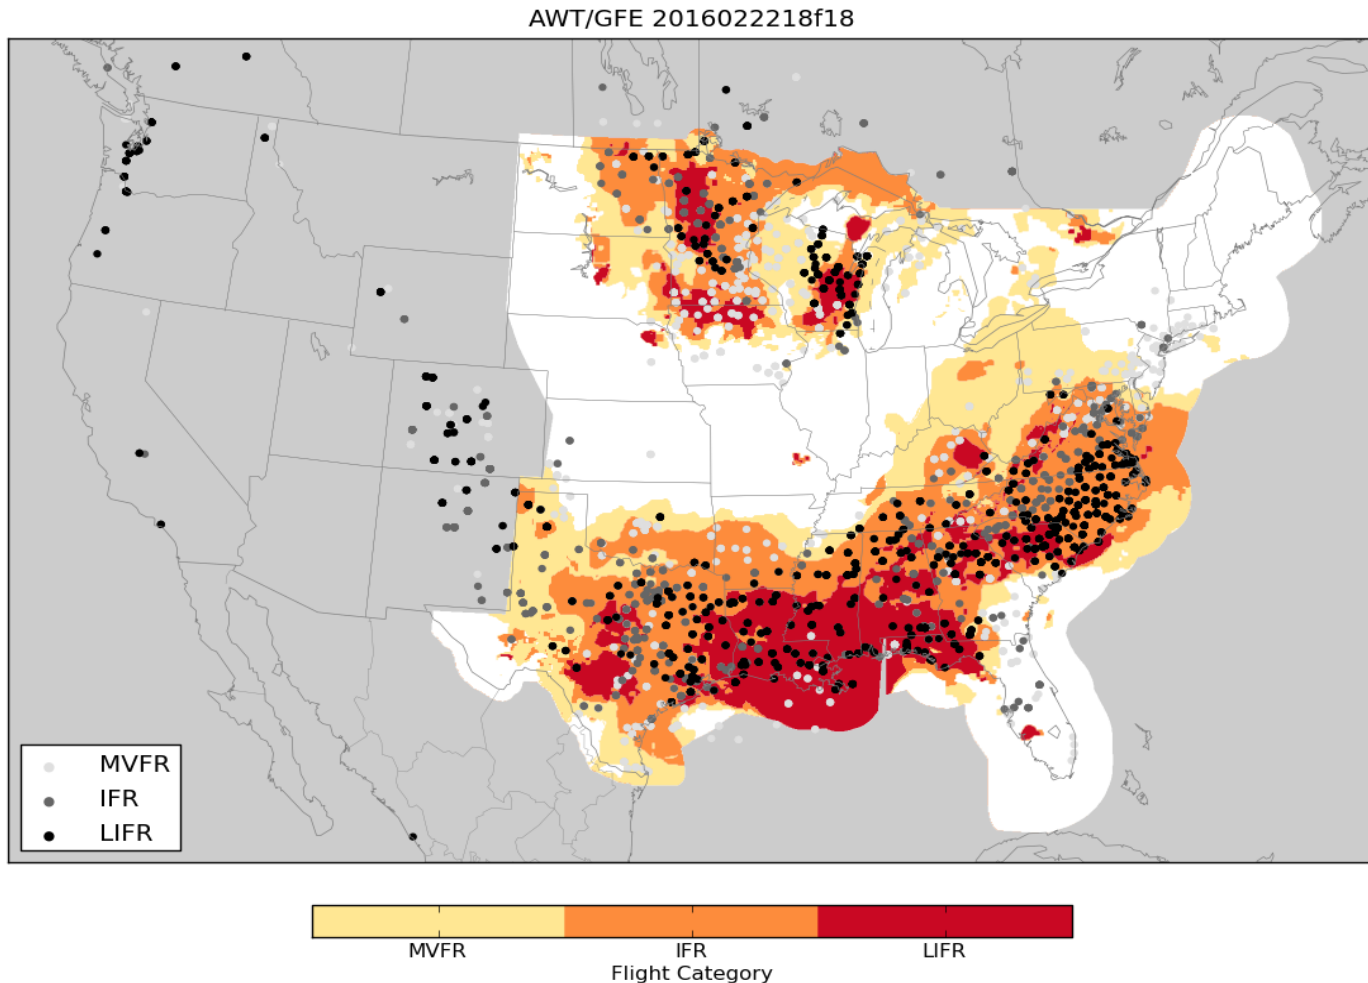 AWT/GFE 2016022218f18
MVFR
IFR
LIFR
MVFR
IFR
LIFR
Flight Category